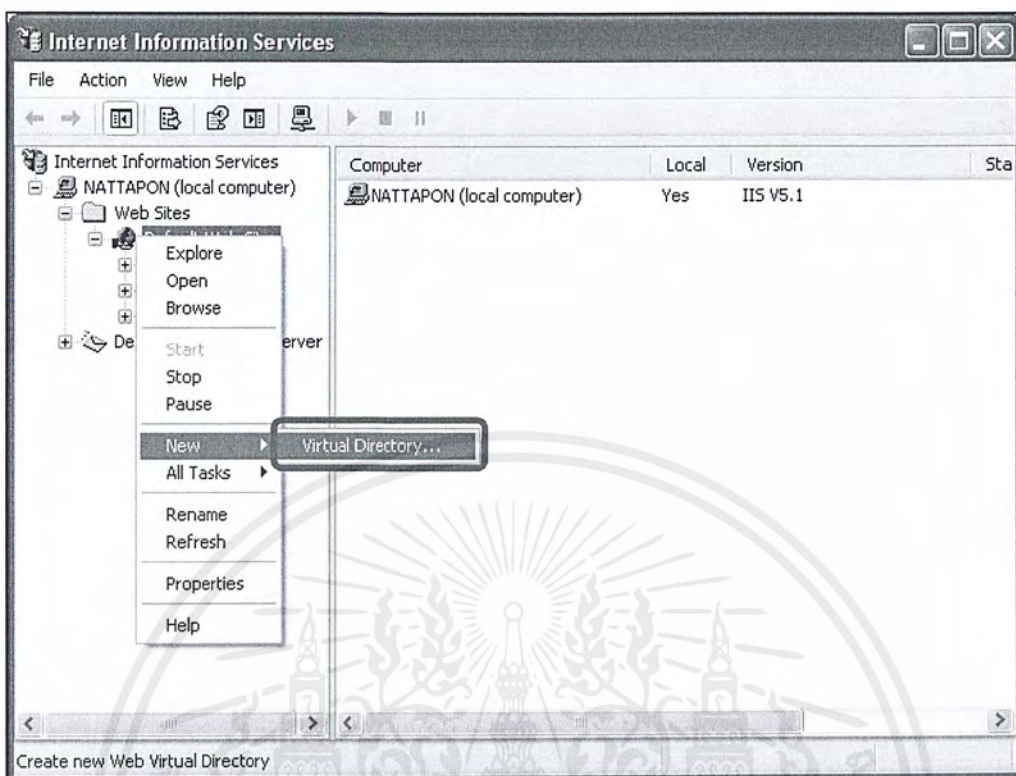 Internet Information Services
File Action View Help
Internet Information Services
NATTAPON (local computer)
Web Sites
De erver
Explore
Open
Browse
Start
Stop
Pause
New Virtual Directory...
All Tasks
Rename
Refresh
Properties
Help
Computer Local Version Sta
NATTAPON (local computer) Yes IIS V5.1
Create new Web Virtual Directory